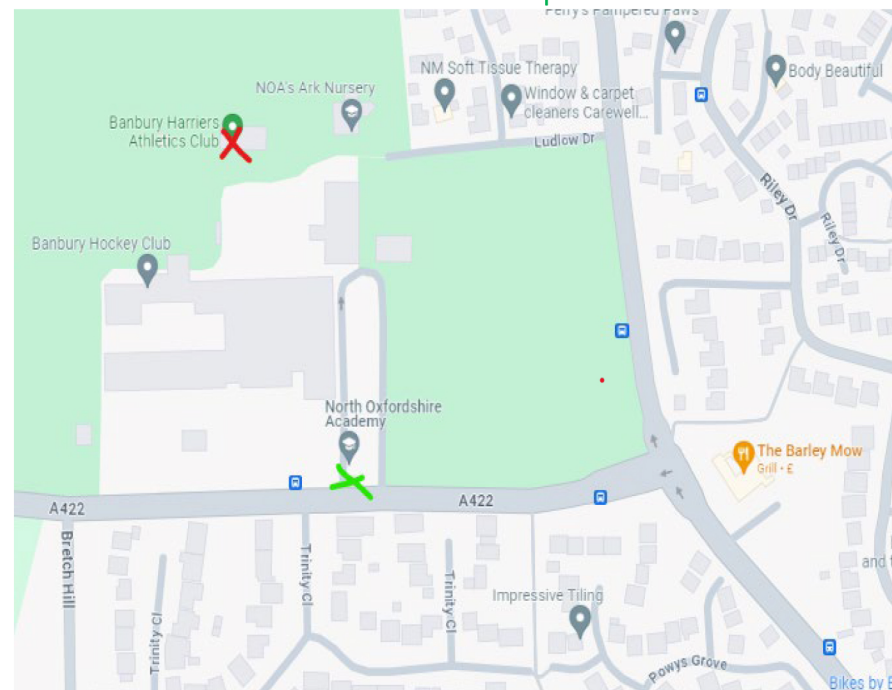 Perry's Pampered Paws
NM Soft Tissue Therapy
Body Beautiful
NOA's Ark Nursery
Window & carpet
cleaners Carewell...
Banbury Harriers
Athletics Club
Ludlow Dr
Riley Dr
Riley Dr
Banbury Hockey Club
North Oxfordshire
Academy
The Barley Mow
Grill · £
A422
A422
Bretch Hill
Trinity Cl
Trinity Cl
Trinity Cl
Impressive Tiling
and
Powys Grove
Bikes by